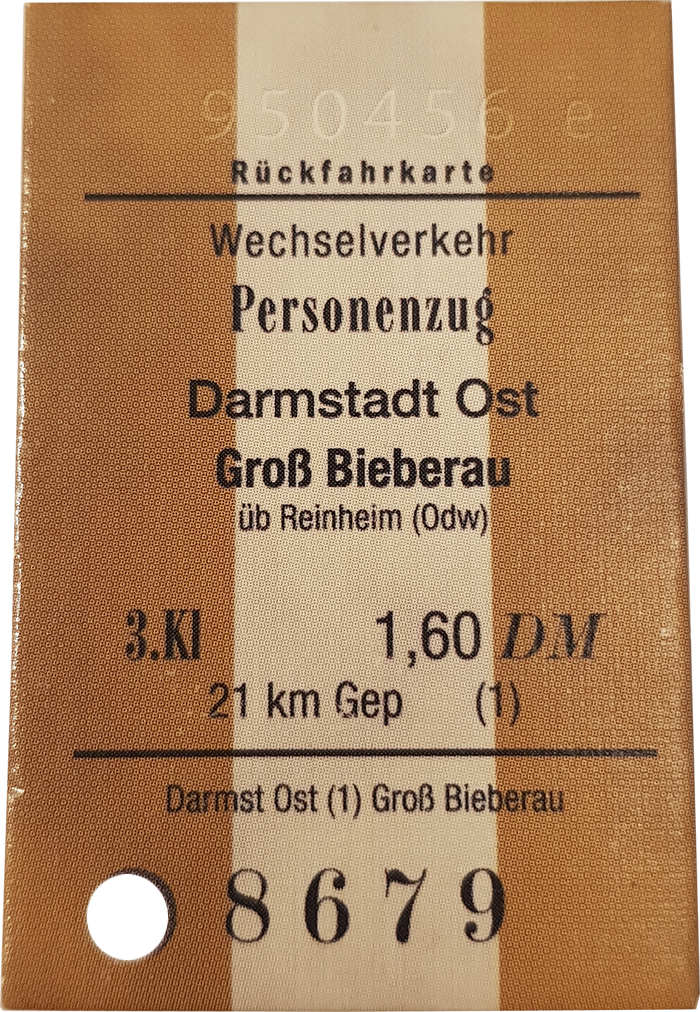 950456 e
Rückfahrkarte
Wechselverkehr
Personenzug
Darmstadt Ost
Groß Bieberau
üb Reinheim (Odw)
3.Kl 1,60 DM
21 km Gep (1)
Darmst Ost (1) Groß Bieberau
8679